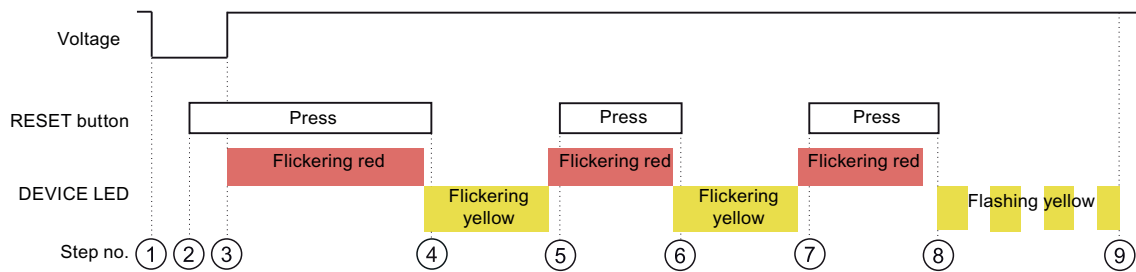 Voltage
RESET button
Press
Press
Press
DEVICE LED
Flickering red
Flickering red
Flickering red
Flickering
yellow
Flickering
yellow
Flashing yellow
Step no.
1 2 3 4 5 6 7 8 9